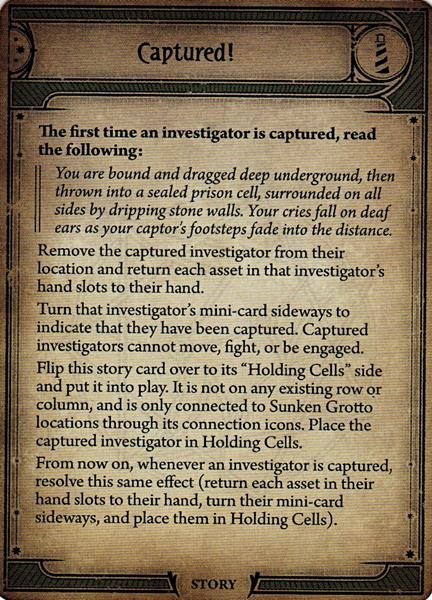 Captured!
The first time an investigator is captured, read
the following:
You are bound and dragged deep underground, then
thrown into a sealed prison cell, surrounded on all
sides by dripping stone walls. Your cries fall on deaf
ears as your captor's footsteps fade into the distance.
Remove the captured investigator from their
location and return each asset in that investigator's
hand slots to their hand.
Turn that investigator's mini-card sideways to
indicate that they have been captured. Captured
investigators cannot move, fight, or be engaged.
Flip this story card over to its “Holding Cells” side
and put it into play. It is not on any existing row or
column, and is only connected to Sunken Grotto
locations through its connection icons. Place the
captured investigator in Holding Cells.
From now on, whenever an investigator is captured,
resolve this same effect (return each asset in their
hand slots to their hand, turn their mini-card
sideways, and place them in Holding Cells).
STORY